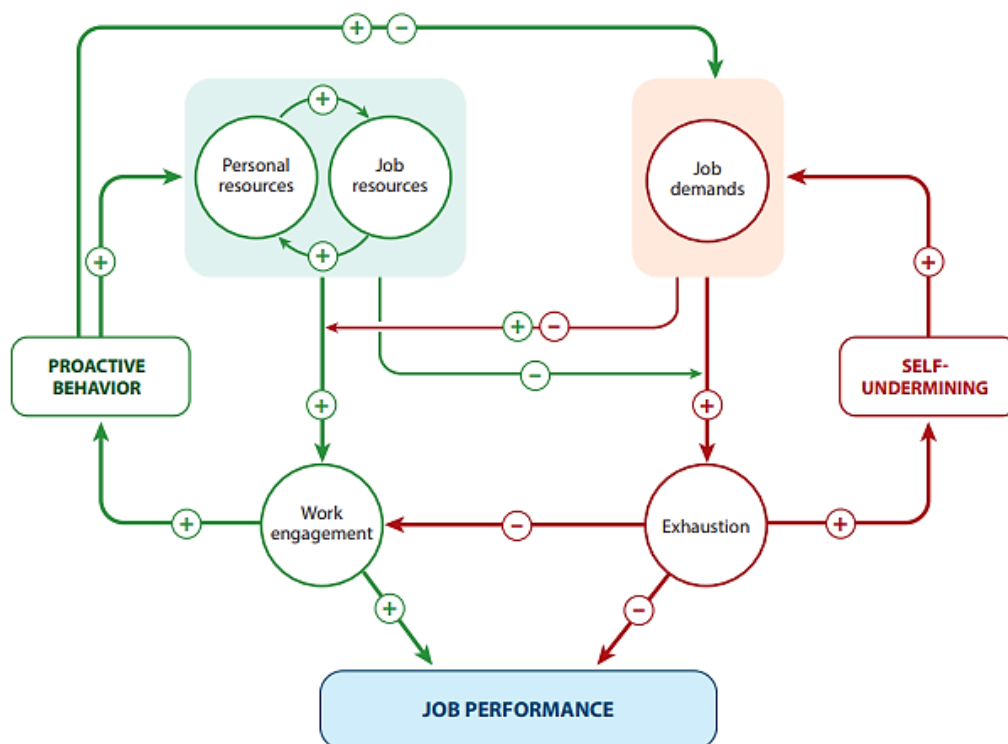 + −
+
Personal
resources
Job
resources
Job
demands
+
+
+
+ −
−
PROACTIVE
BEHAVIOR
SELF-
UNDERMINING
+
+
Work
engagement
Exhaustion
+
−
+
+
−
JOB PERFORMANCE